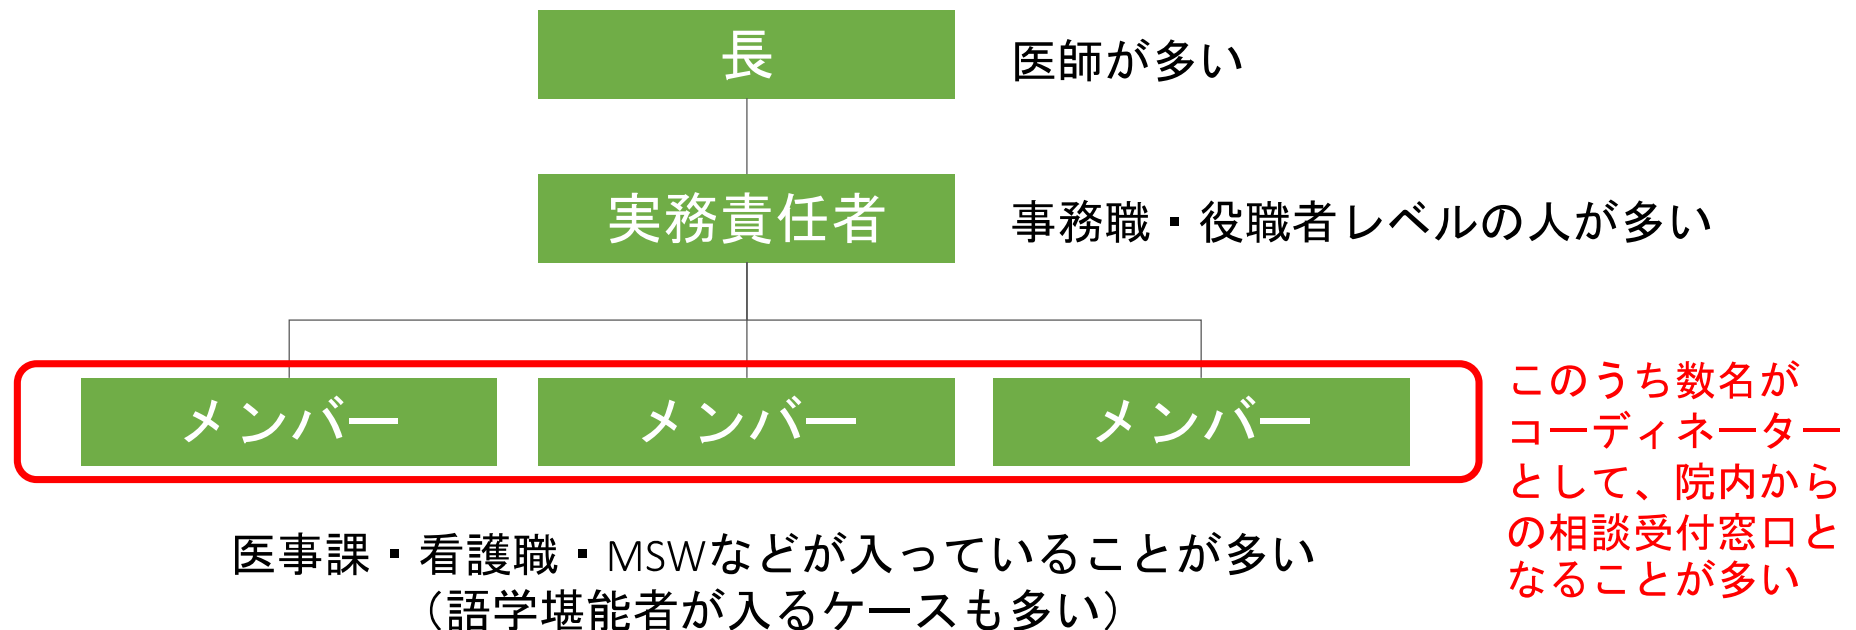 長
医師が多い
実務責任者
事務職・役職者レベルの人が多い
メンバー
メンバー
メンバー
このうち数名が
コーディネーター
として、院内から
の相談受付窓口と
なることが多い
医事課・看護職・MSWなどが入っていることが多い
（語学堪能者が入るケースも多い）